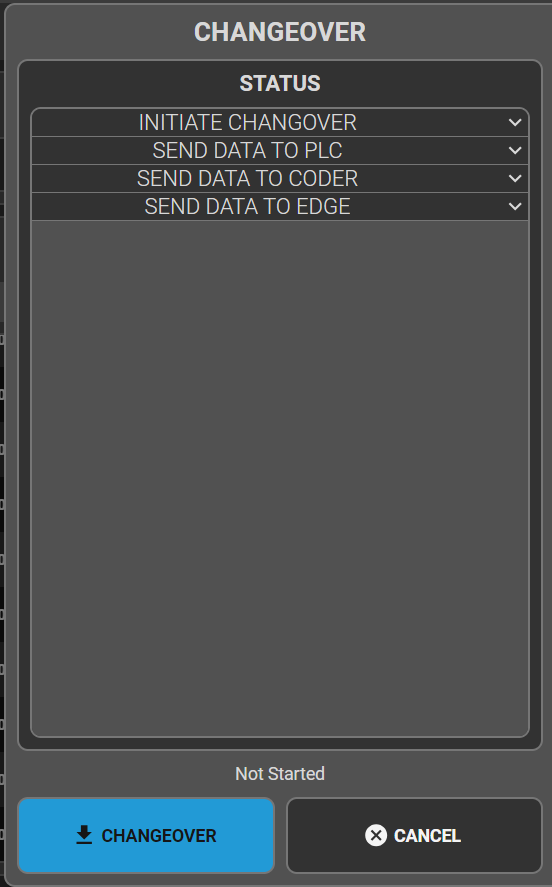 CHANGEOVER
STATUS
INITIATE CHANGOVER
SEND DATA TO PLC
SEND DATA TO CODER
SEND DATA TO EDGE
Not Started
CHANGEOVER
CANCEL